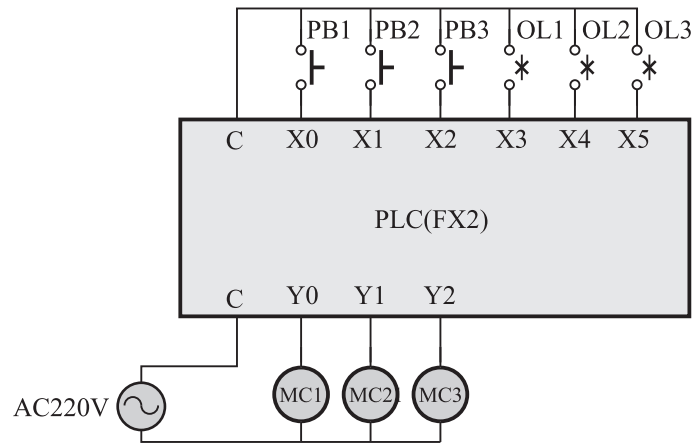 PB1 PB2 PB3 OL1 OL2 OL3
C X0 X1 X2 X3 X4 X5
PLC(FX2)
C Y0 Y1 Y2
MC1 MC21 MC3
AC220V